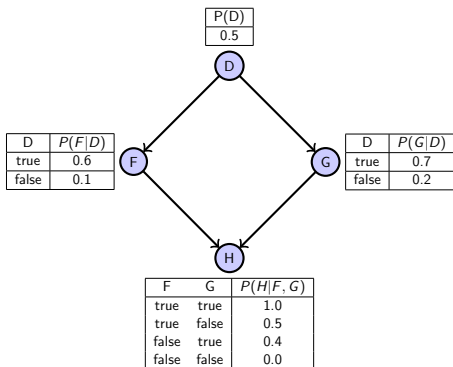 P(D)
0.5
D
D P(F|D)
true 0.6
false 0.1
F
G
D P(G|D)
true 0.7
false 0.2
H
F G P(H|F, G)
true true 1.0
true false 0.5
false true 0.4
false false 0.0